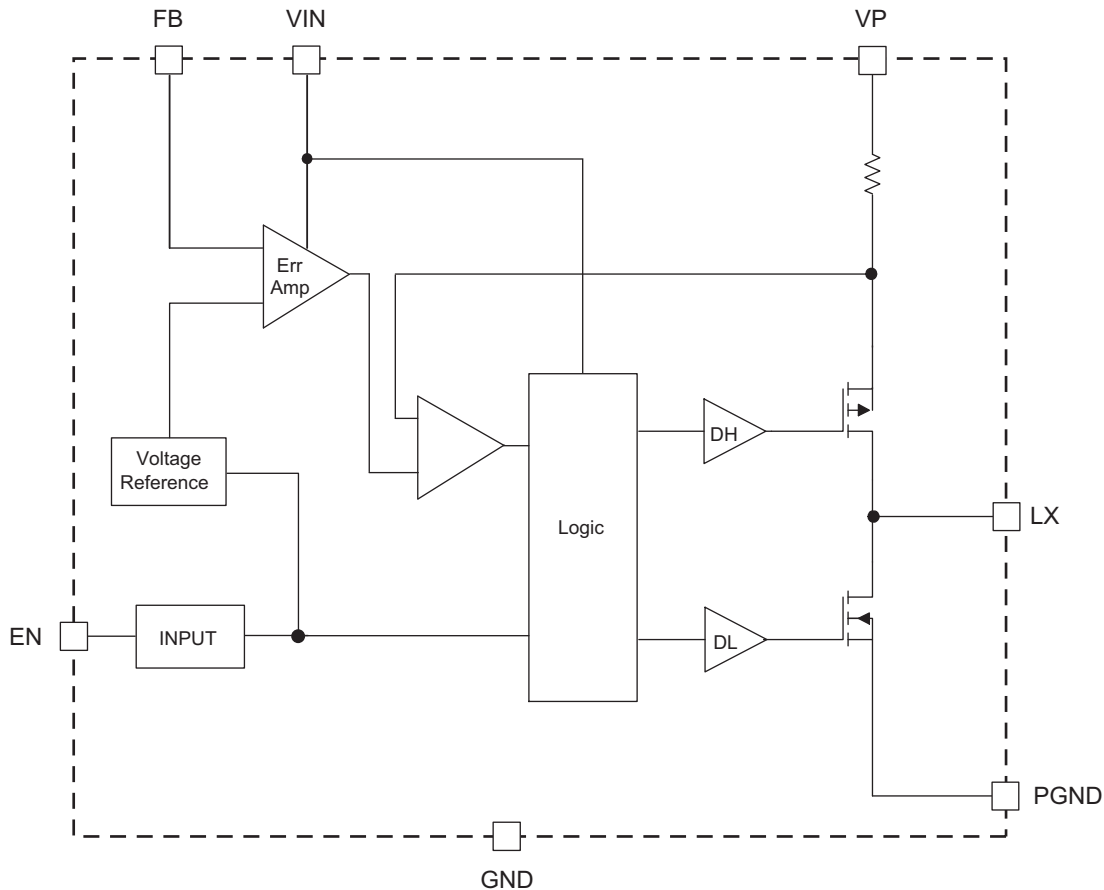 FB
VIN
VP
Err
Amp
Voltage
Reference
DH
Logic
LX
EN
INPUT
DL
PGND
GND